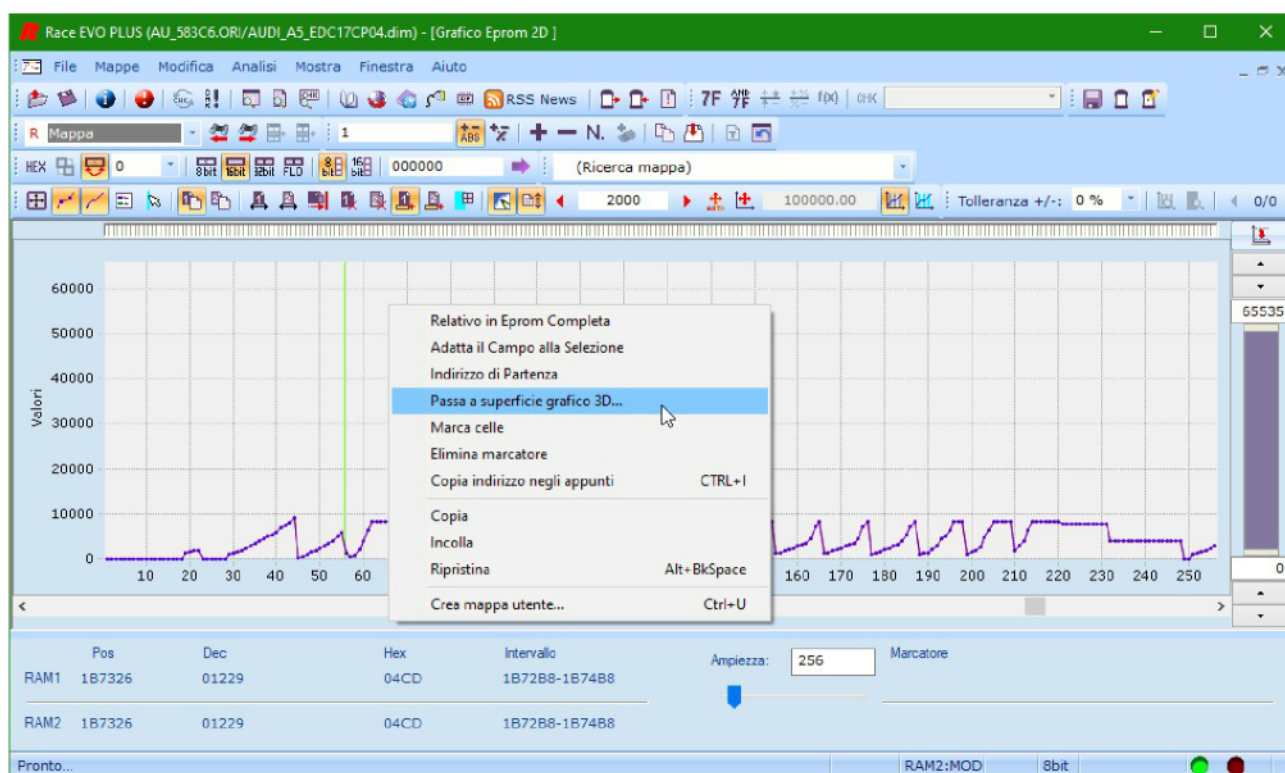 Race EVO PLUS (AU_583C6.ORI/AUDI_A5_EDC17CP04.dim) - [Grafico Eprom 2D ]
File Mappe Modifica Analisi Mostra Finestra Aiuto
RSS News 7F f(x) CHK
R Mappa 1 ABS N.
HEX 0 8bit 16bit 32bit FLO 8 bit 16 bit 000000 (Ricerca mappa)
2000 100000.00 Tolleranza +/-: 0 % 0/0
65535
60000
50000
40000
30000
20000
10000
0
Valori
10 20 30 40 50 60 160 170 180 190 200 210 220 230 240 250
0
Relativo in Eprom Completa
Adatta il Campo alla Selezione
Indirizzo di Partenza
Passa a superficie grafico 3D...
Marca celle
Elimina marcatore
Copia indirizzo negli appunti CTRL+I
Copia
Incolla
Ripristina Alt+BkSpace
Crea mappa utente... Ctrl+U
Pos Dec Hex Intervallo Ampiezza: 256 Marcatore
RAM1 1B7326 01229 04CD 1B72B8-1B74B8
RAM2 1B7326 01229 04CD 1B72B8-1B74B8
Pronto... RAM2:MOD 8bit